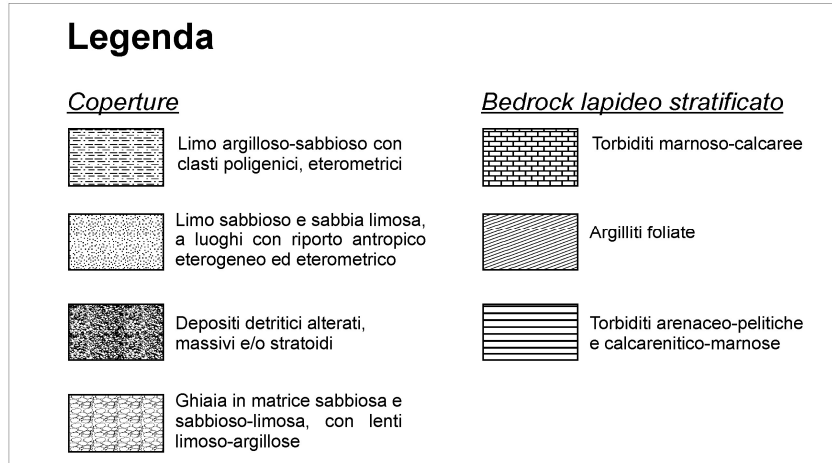 Legenda
Coperture
Limo argilloso-sabbioso con
clasti poligenici, eterometrici
Limo sabbioso e sabbia limosa,
a luoghi con riporto antropico
eterogeneo ed eterometrico
Depositi detritici alterati,
massivi e/o stratoidi
Ghiaia in matrice sabbiosa e
sabbioso-limosa, con lenti
limoso-argillose
Bedrock lapideo stratificato
Torbiditi marnoso-calcaree
Argilliti foliate
Torbiditi arenaceo-pelitiche
e calcarenitico-marnose